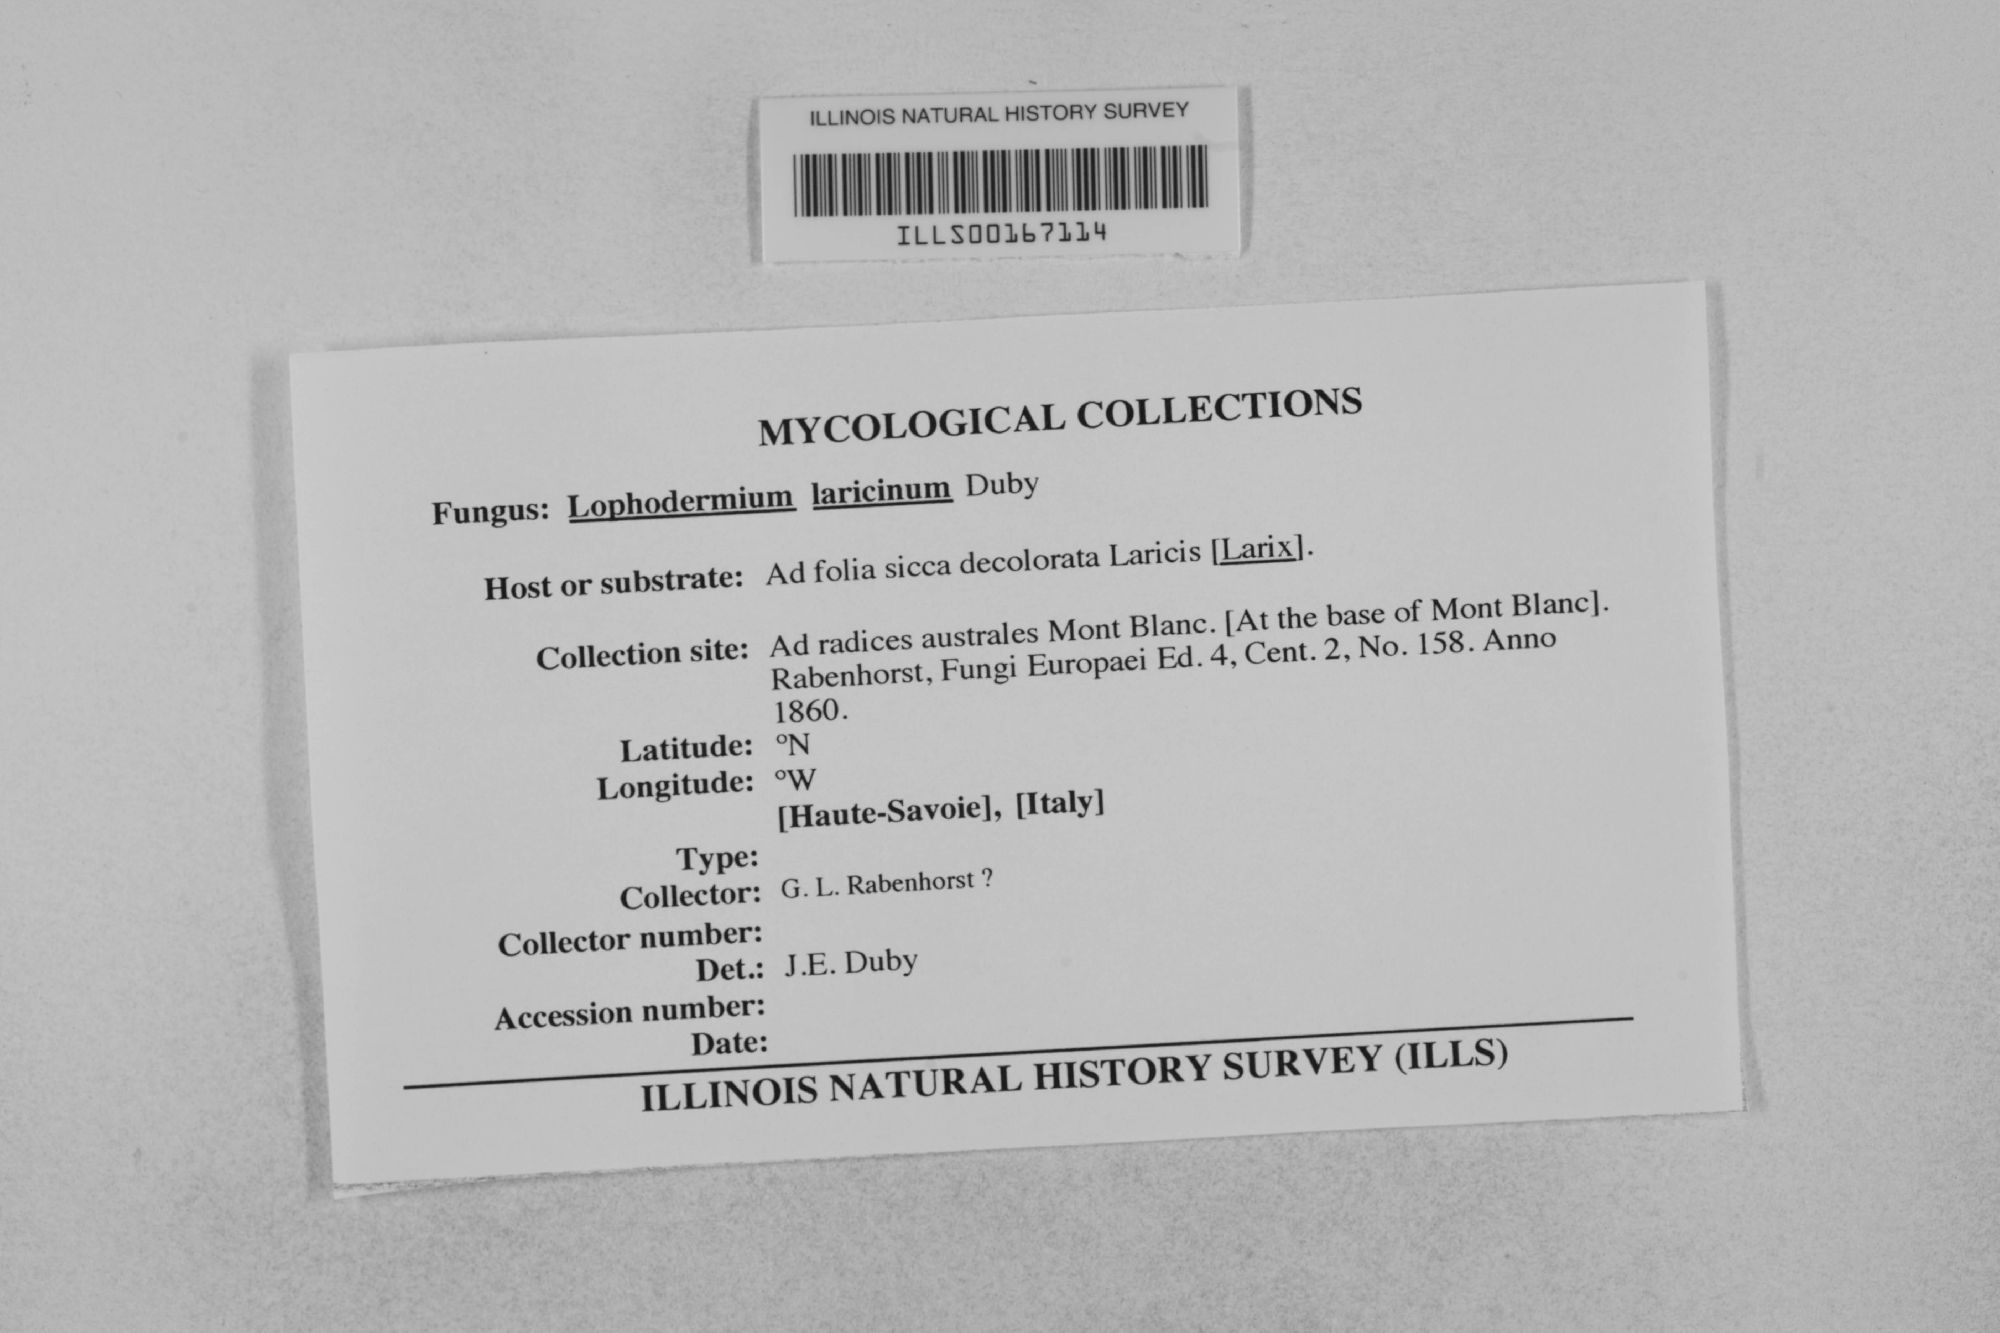 ILLINOIS NATURAL HISTORY SURVEY
ILLS00167114
MYCOLOGICAL COLLECTIONS
Fungus: Lophodermium laricinum Duby
Host or substrate: Ad folia sicca decolorata Laricis [Larix].
Collection site: Ad radices australes Mont Blanc. [At the base of Mont Blanc].
Rabenhorst, Fungi Europaei Ed. 4, Cent. 2, No. 158. Anno
1860.
Latitude: °N
Longitude: °W
[Haute-Savoie], [Italy]
Type:
Collector: G. L. Rabenhorst ?
Collector number:
Det.: J.E. Duby
Accession number:
Date:
ILLINOIS NATURAL HISTORY SURVEY (ILLS)